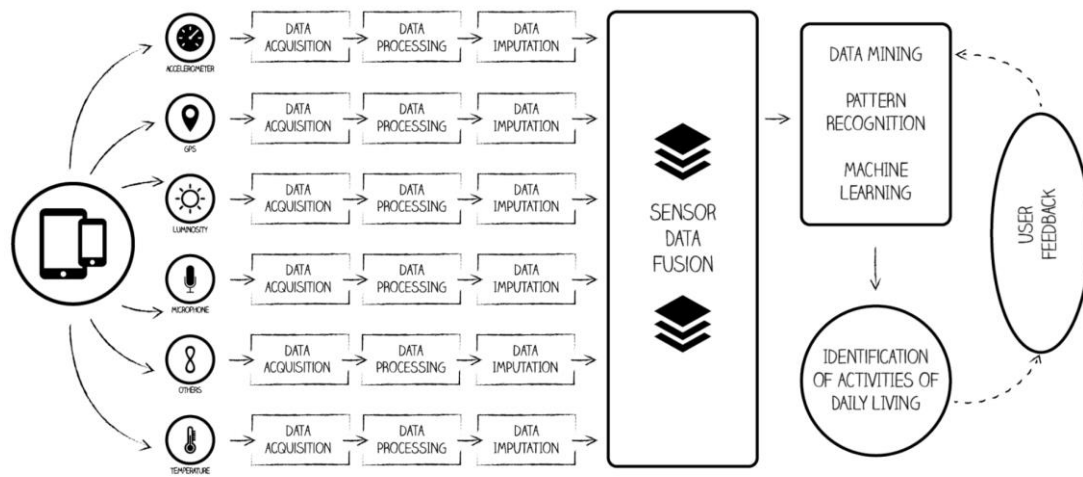 DATA
ACQUISITION
DATA
PROCESSING
DATA
IMPUTATION
ACCELEROMETER
DATA
ACQUISITION
DATA
PROCESSING
DATA
IMPUTATION
GPS
DATA
ACQUISITION
DATA
PROCESSING
DATA
IMPUTATION
LUMINOSITY
DATA
ACQUISITION
DATA
PROCESSING
DATA
IMPUTATION
MICROPHONE
DATA
ACQUISITION
DATA
PROCESSING
DATA
IMPUTATION
OTHERS
DATA
ACQUISITION
DATA
PROCESSING
DATA
IMPUTATION
TEMPERATURE
SENSOR
DATA
FUSION
DATA MINING
PATTERN
RECOGNITION
MACHINE
LEARNING
IDENTIFICATION
OF ACTIVITIES OF
DAILY LIVING
USER
FEEDBACK